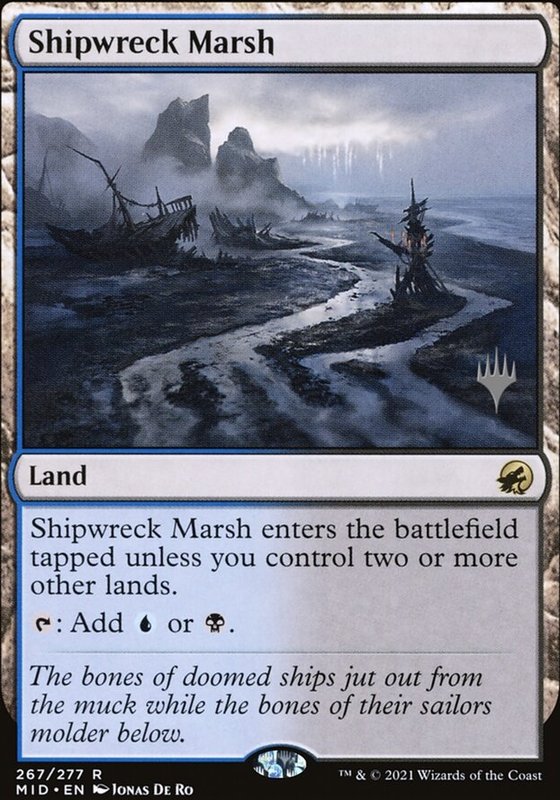 Shipwreck Marsh
Land
Shipwreck Marsh enters the battlefield
tapped unless you control two or more
other lands.
: Add or .
The bones of doomed ships jut out from
the muck while the bones of their sailors
molder below.
267/277 R
MID • EN Jonas De Ro
™ & © 2021 Wizards of the Coast